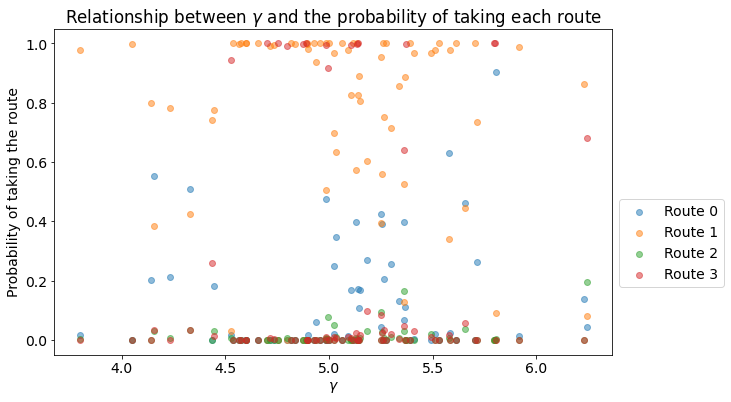 Relationship between γ and the probability of taking each route
Probability of taking the route
1.0
0.8
0.6
0.4
0.2
0.0
4.0 4.5 5.0 5.5 6.0
γ
Route 0
Route 1
Route 2
Route 3